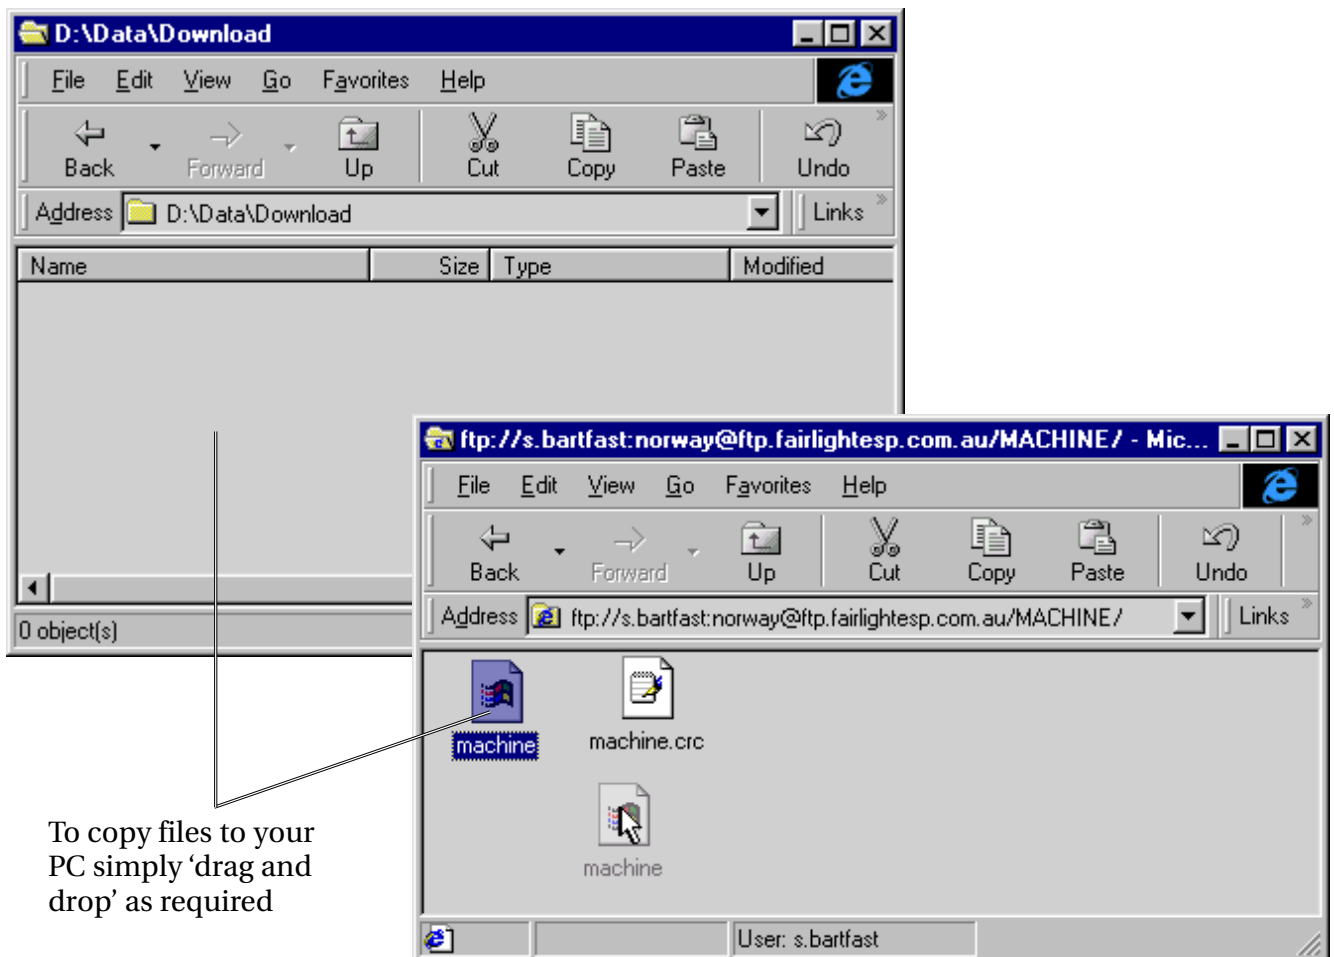 D:\Data\Download
File Edit View Go Favorites Help
Back Forward Up Cut Copy Paste Undo
Address D:\Data\Download Links
Name Size Type Modified
0 object(s)
ftp://s.bartfast:norway@ftp.fairlightesp.com.au/MACHINE/ - Mic...
File Edit View Go Favorites Help
Back Forward Up Cut Copy Paste Undo
Address ftp://s.bartfast:norway@ftp.fairlightesp.com.au/MACHINE/ Links
machine machine.crc
machine
User: s.bartfast
To copy files to your
PC simply ‘drag and
drop’ as required